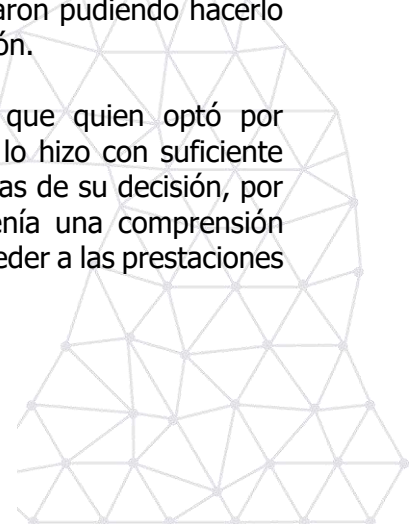 aron pudiendo hacerlo
ón.
que quien optó por
lo hizo con suficiente
as de su decisión, por
enía una comprensión
eder a las prestaciones